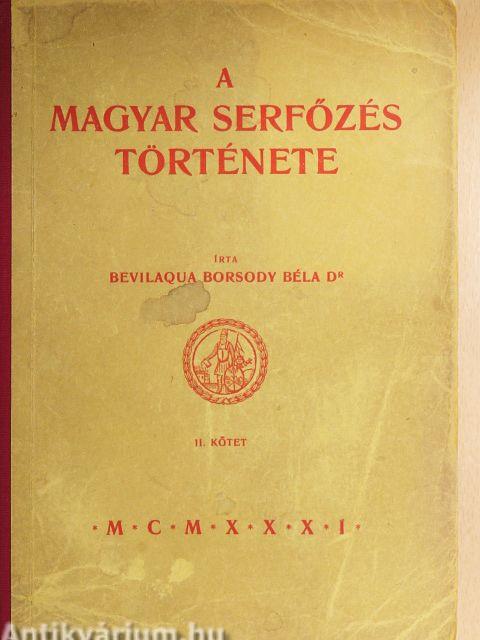 A
MAGYAR SERFŐZÉS
TÖRTÉNETE
ÍRTA
BEVILAQUA BORSODY BÉLA DR
II. KÖTET
* M * C * M * X * X * X * I *
Antikvárium.hu